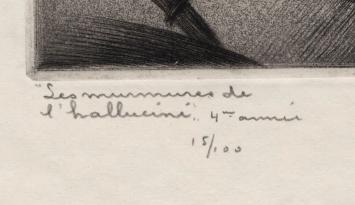 "Les murmures de
l'halluciné". 4me année
15/100